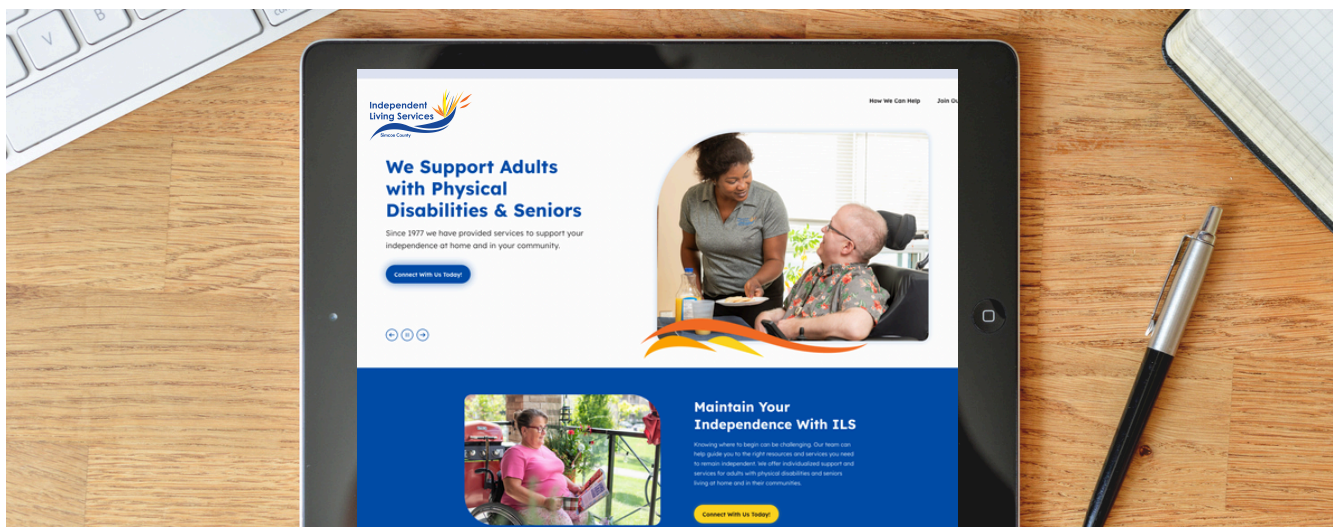 V
B
Independent
Living Services
Simcoe County
How We Can Help
We Support Adults
with Physical
Disabilities & Seniors
Since 1977 we have provided services to support your
independence at home and in your community.
Connect With Us Today!
Maintain Your
Independence With ILS
Knowing where to begin can be challenging. Our team can
help guide you to the right resources and services you need
to remain independent. We offer individualized support and
services for adults with physical disabilities and seniors
living at home and in their communities.
Connect With Us Today!